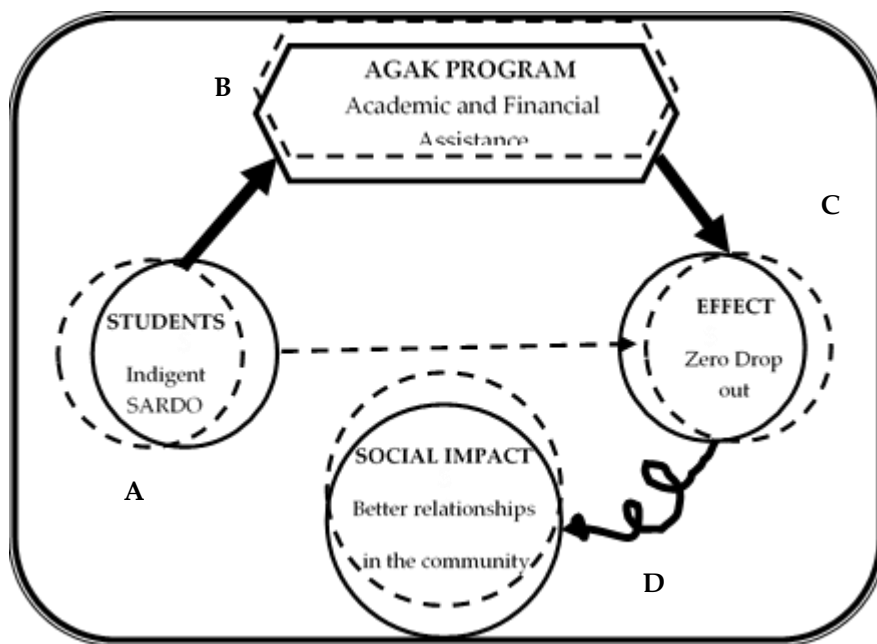 B
AGAK PROGRAM
Academic and Financial
Assistance
C
STUDENTS
Indigent
SARDO
EFFECT
Zero Drop
out
A
SOCIAL IMPACT
Better relationships
in the community
D